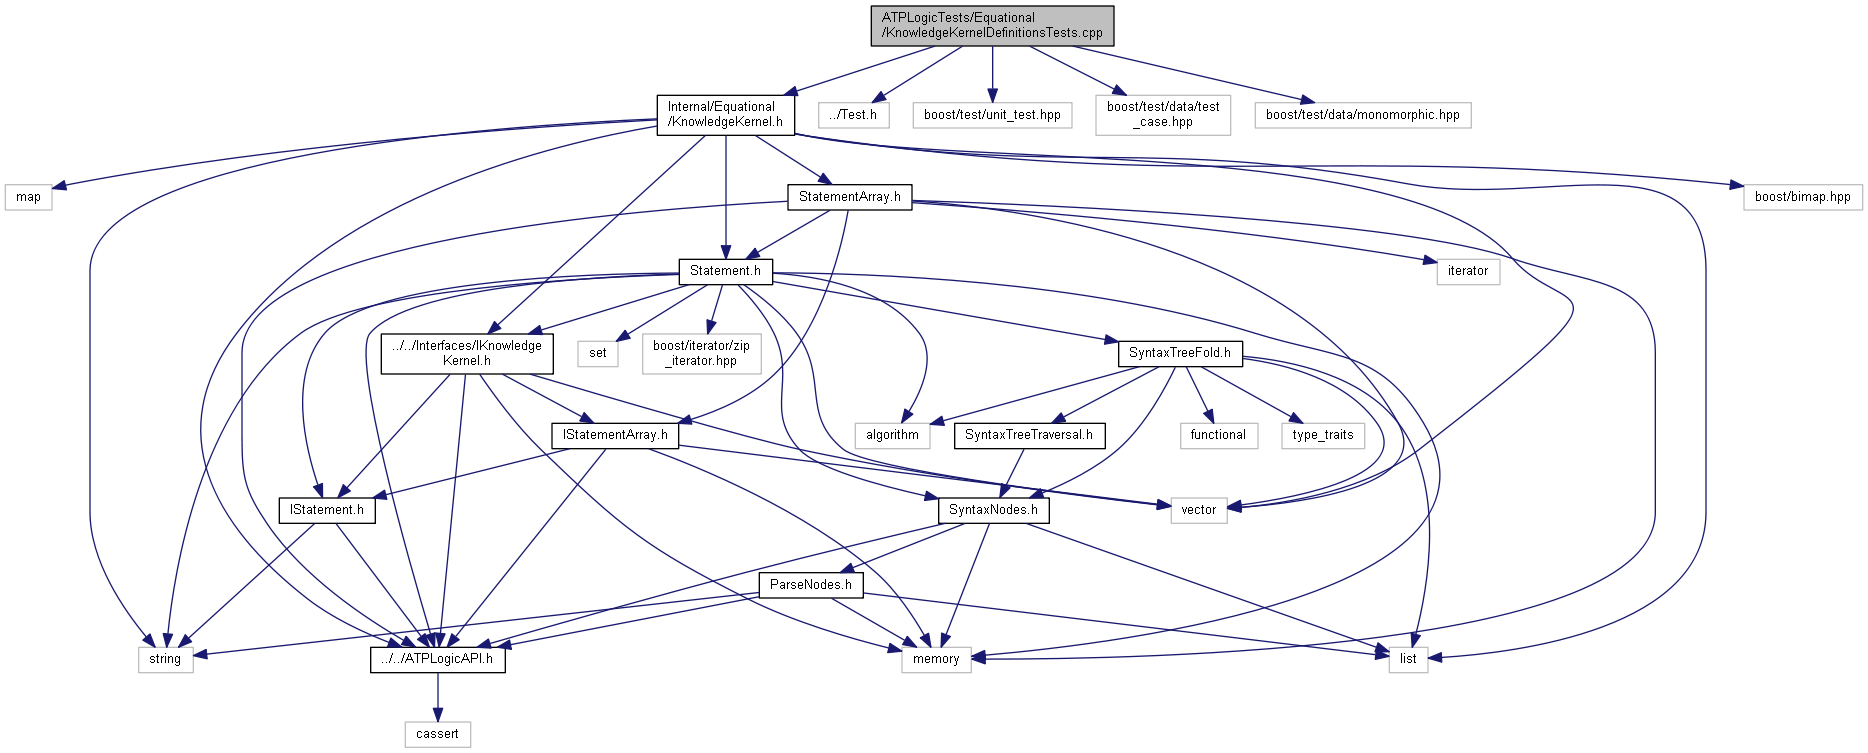 ATPLogicTests/Equational
/KnowledgeKernelDefinitionsTests.cpp
Internal/Equational
/KnowledgeKernel.h
../Test.h
boost/test/unit_test.hpp
boost/test/data/test
_case.hpp
boost/test/data/monomorphic.hpp
map
StatementArray.h
boost/bimap.hpp
Statement.h
iterator
../../Interfaces/IKnowledge
Kernel.h
set
boost/iterator/zip
_iterator.hpp
SyntaxTreeFold.h
IStatementArray.h
algorithm
SyntaxTreeTraversal.h
functional
type_traits
IStatement.h
SyntaxNodes.h
vector
ParseNodes.h
string
../../ATPLogicAPI.h
memory
list
cassert